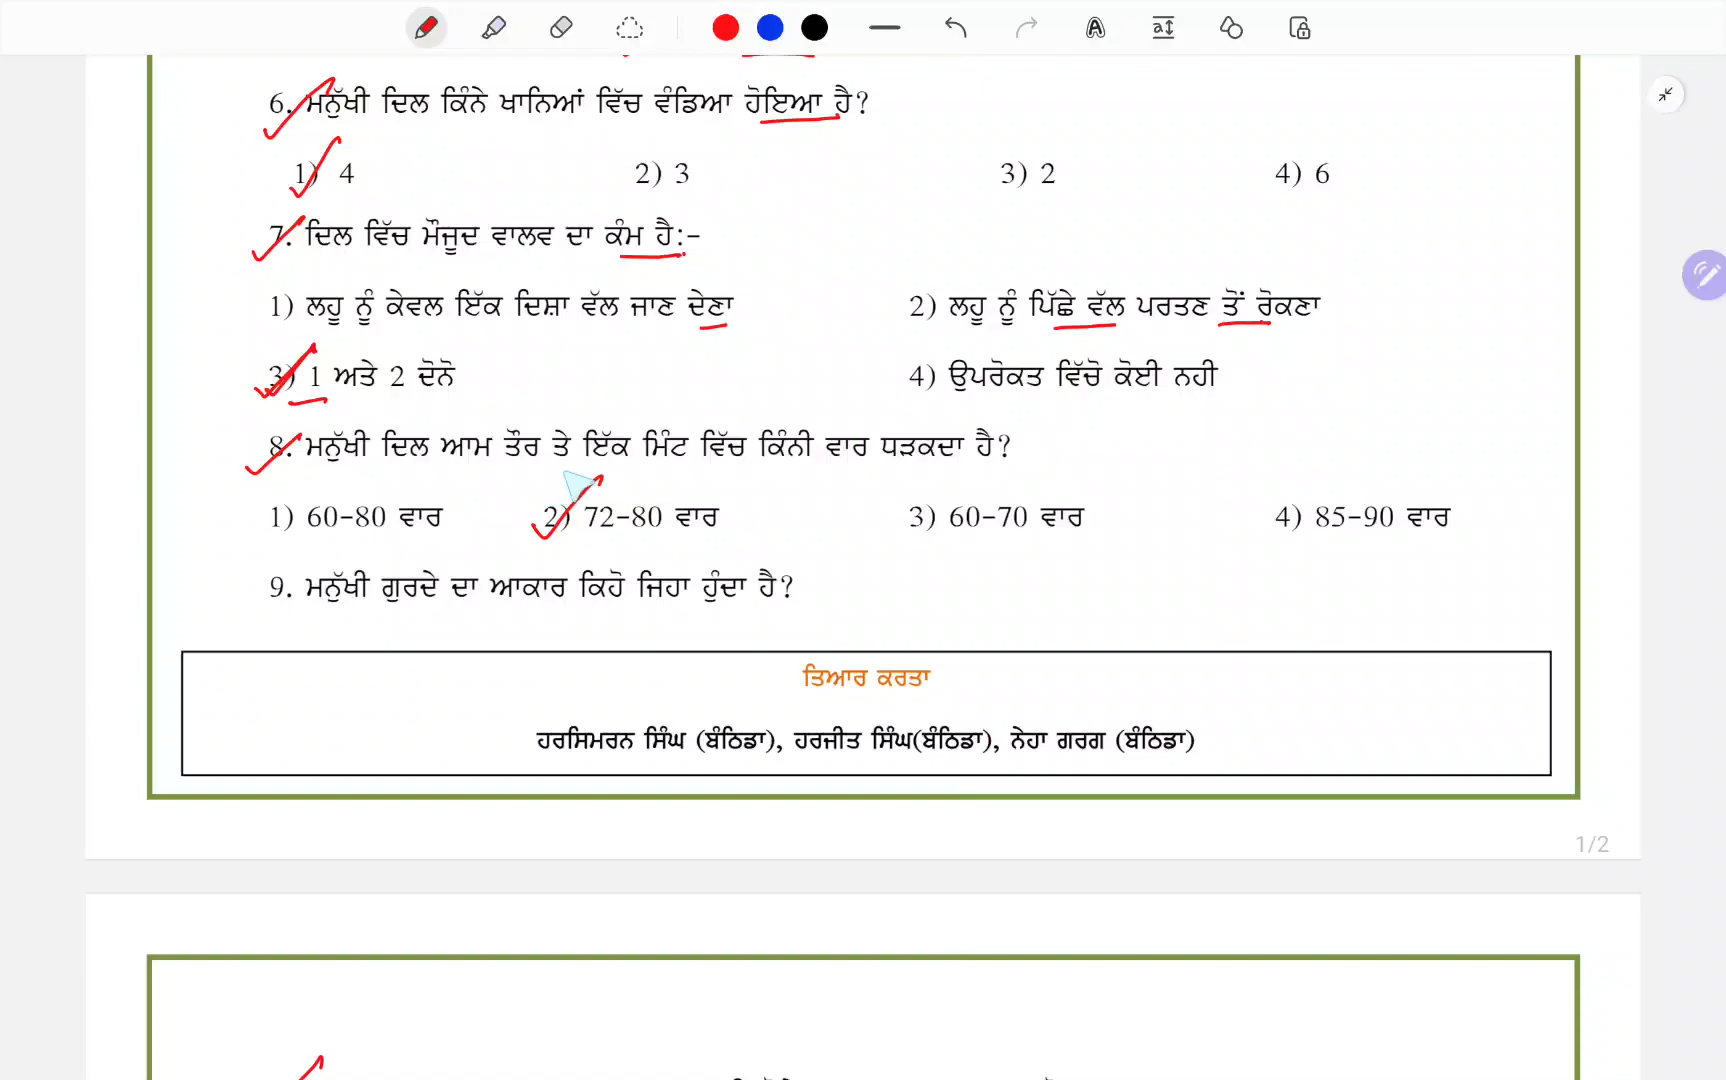 6. ਮਨੁੱਖੀ ਦਿਲ ਕਿੰਨੇ ਖਾਨਿਆਂ ਵਿੱਚ ਵੰਡਿਆ ਹੋਇਆ ਹੈ?
1) 4 2) 3 3) 2 4) 6
7. ਦਿਲ ਵਿੱਚ ਮੌਜੂਦ ਵਾਲਵ ਦਾ ਕੰਮ ਹੈ:-
1) ਲਹੂ ਨੂੰ ਕੇਵਲ ਇੱਕ ਦਿਸ਼ਾ ਵੱਲ ਜਾਣ ਦੇਣਾ 2) ਲਹੂ ਨੂੰ ਪਿੱਛੇ ਵੱਲ ਪਰਤਣ ਤੋਂ ਰੋਕਣਾ
3) 1 ਅਤੇ 2 ਦੋਨੋ 4) ਉਪਰੋਕਤ ਵਿੱਚੋ ਕੋਈ ਨਹੀ
8. ਮਨੁੱਖੀ ਦਿਲ ਆਮ ਤੌਰ ਤੇ ਇੱਕ ਮਿੰਟ ਵਿੱਚ ਕਿੰਨੀ ਵਾਰ ਧੜਕਦਾ ਹੈ?
1) 60-80 ਵਾਰ 2) 72-80 ਵਾਰ 3) 60-70 ਵਾਰ 4) 85-90 ਵਾਰ
9. ਮਨੁੱਖੀ ਗੁਰਦੇ ਦਾ ਆਕਾਰ ਕਿਹੋ ਜਿਹਾ ਹੁੰਦਾ ਹੈ?
ਤਿਆਰ ਕਰਤਾ
ਹਰਸਿਮਰਨ ਸਿੰਘ (ਬੰਠਿਡਾ), ਹਰਜੀਤ ਸਿੰਘ(ਬੰਠਿਡਾ), ਨੇਹਾ ਗਰਗ (ਬੰਠਿਡਾ)
1/2